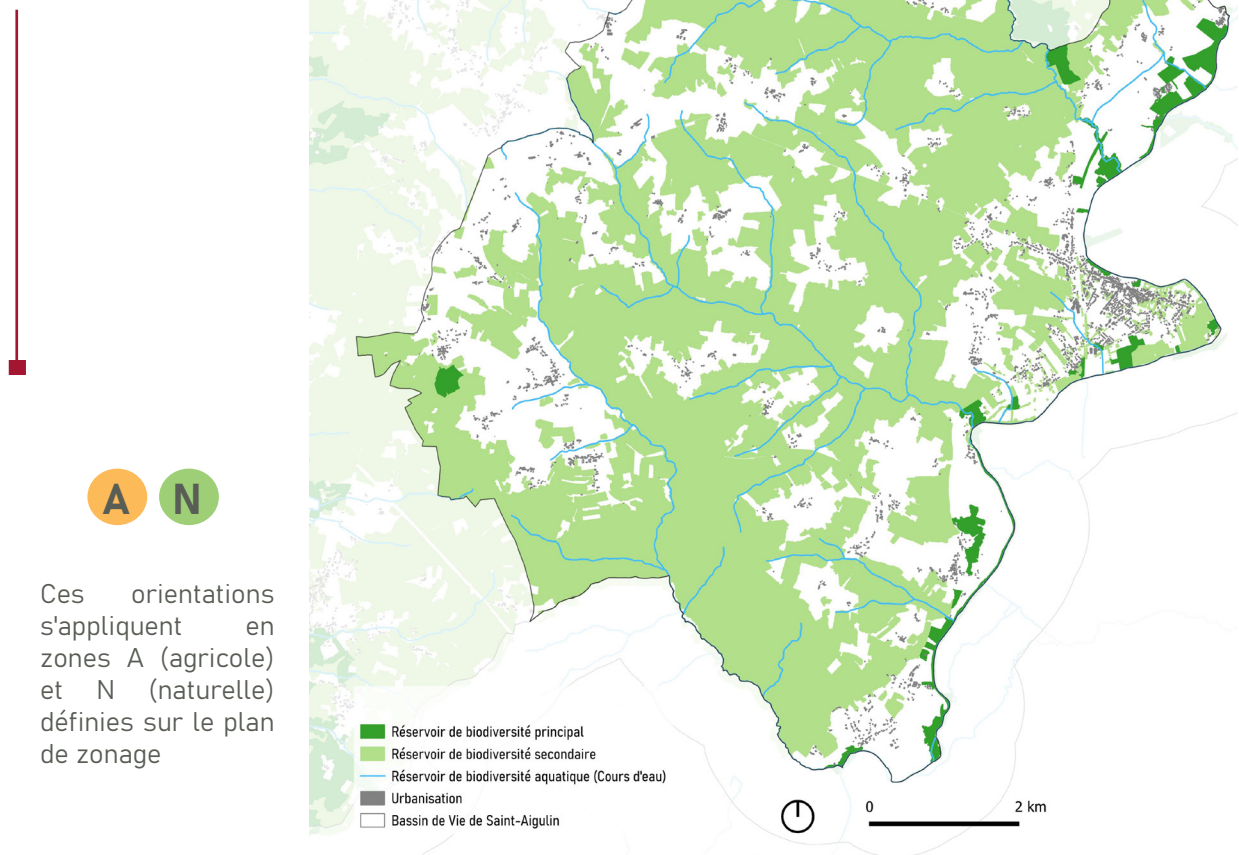 A N
Ces orientations
s'appliquent en
zones A (agricole)
et N (naturelle)
définies sur le plan
de zonage
Réservoir de biodiversité principal
Réservoir de biodiversité secondaire
Réservoir de biodiversité aquatique (Cours d'eau)
Urbanisation
Bassin de Vie de Saint-Aigulin
0 2 km